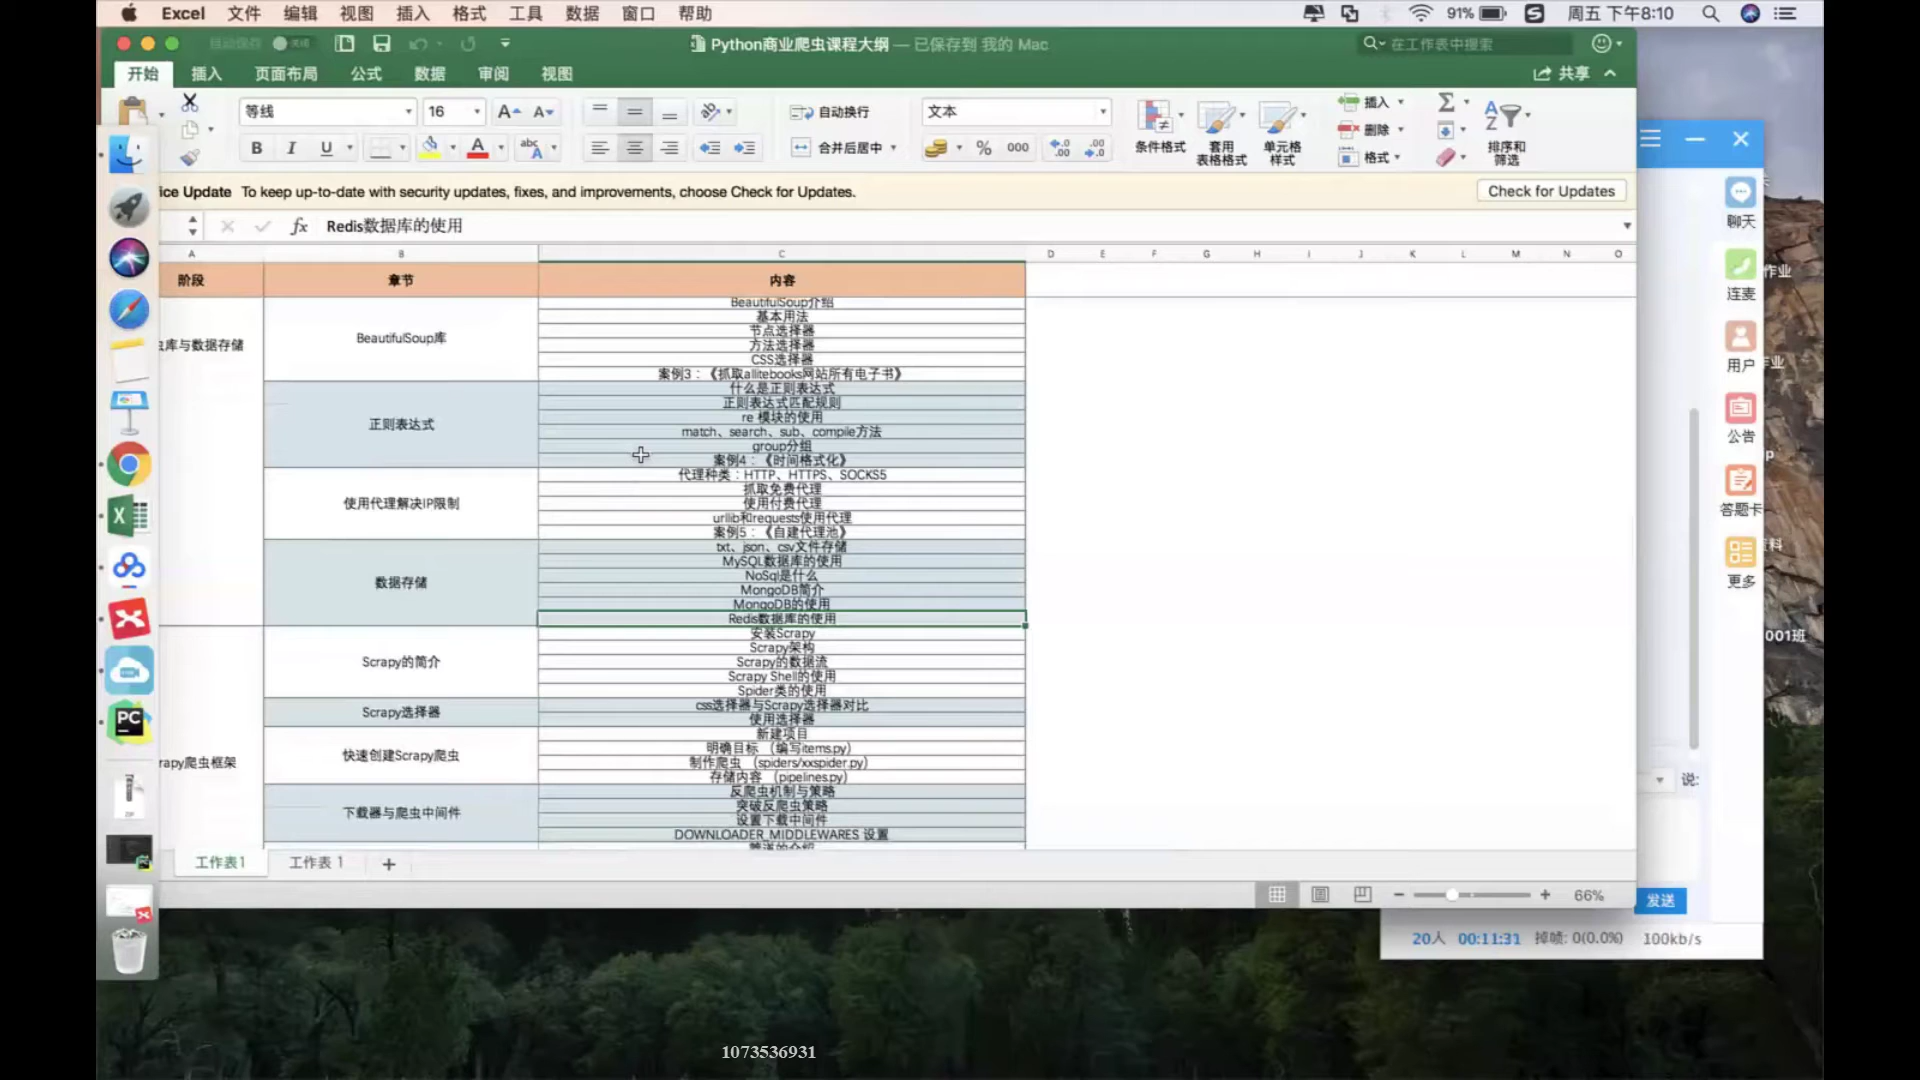 Excel 文件 编辑 视图 插入 格式 工具 数据 窗口 帮助 91% 周五 下午8:10
自动保存 关闭 Python商业爬虫课程大纲 — 已保存到 我的 Mac 在工作表中搜索
开始 插入 页面布局 公式 数据 审阅 视图 共享
等线 16 A A 自动换行 文本 插入
B I U A abc A 合并后居中 % 000 条件格式 套用表格格式 单元格样式 删除 格式 排序和筛选
ice Update To keep up-to-date with security updates, fixes, and improvements, choose Check for Updates. Check for Updates
fx Redis数据库的使用
A B C D E F G H I J K L M N O
阶段 章节 内容
BeautifulSoup介绍
基本用法
节点选择器
BeautifulSoup库
库与数据存储
方法选择器
CSS选择器
案例3：《抓取allitebooks网站所有电子书》
什么是正则表达式
正则表达式匹配规则
re 模块的使用
正则表达式
match、search、sub、compile方法
group分组
案例4：《时间格式化》
代理种类：HTTP、HTTPS、SOCKS5
抓取免费代理
使用代理解决IP限制 使用付费代理
urllib和requests使用代理
案例5：《自建代理池》
txt、json、csv文件存储
MySQL数据库的使用
NoSql是什么
数据存储
MongoDB简介
MongoDB的使用
Redis数据库的使用
安装Scrapy
Scrapy架构
Scrapy的简介 Scrapy的数据流
Scrapy Shell的使用
Spider类的使用
css选择器与Scrapy选择器对比
Scrapy选择器
使用选择器
新建项目
明确目标 （编写items.py）
快速创建Scrapy爬虫
rapy爬虫框架 制作爬虫 （spiders/xxspider.py）
存储内容 （pipelines.py）
反爬虫机制与策略
突破反爬虫策略
下载器与爬虫中间件
设置下载中间件
DOWNLOADER_MIDDLEWARES 设置
管道的介绍
工作表1 工作表 1 +
66%
聊天
连麦
作业
用户
业
公告
p
答题卡
料
更多
001班
说:
发送
20人 00:11:31 掉帧: 0(0.0%) 100kb/s
PC
1073536931